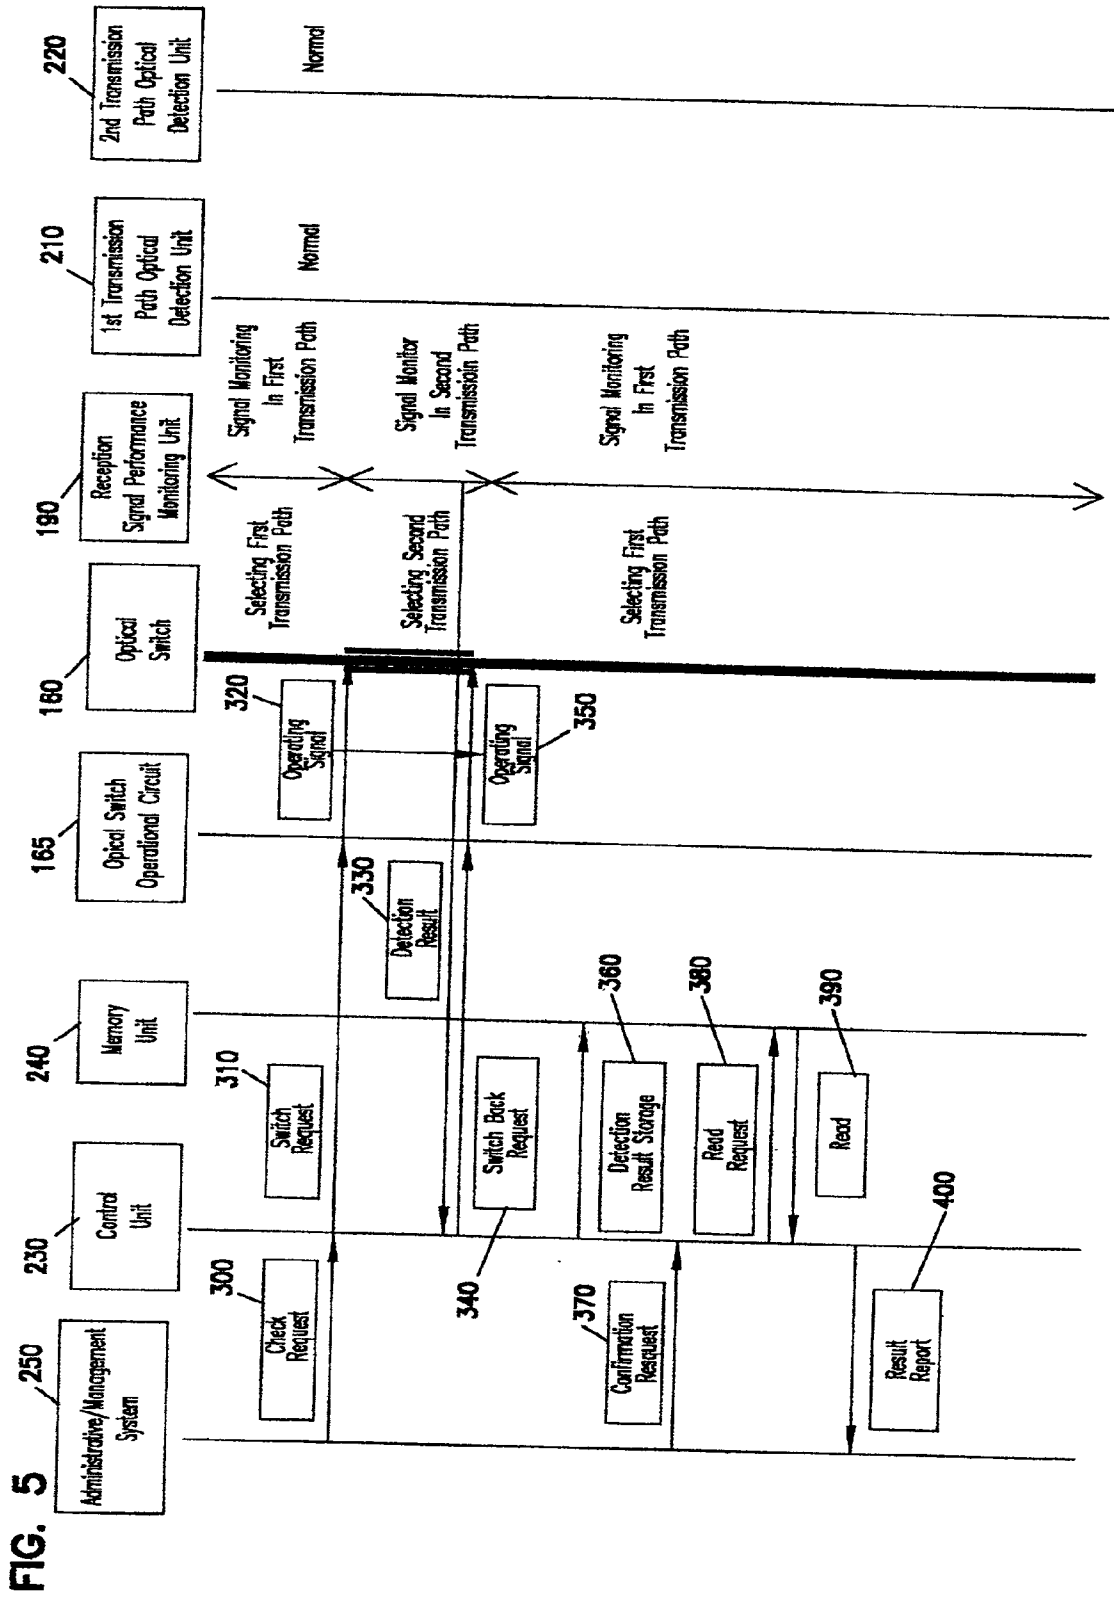 FIG. 5
250
Administrative/Management
System
230
Control
Unit
240
Memory
Unit
165
Opical Switch
Operational Circuit
160
Optical
Switch
190
Reception
Signal Performance
Monitoring Unit
210
1st Transmission
Path Optical
Detection Unit
220
2nd Transmission
Path Optical
Detection Unit
300
Check
Request
310
Switch
Request
320
Operating
Signal
Selecting First
Transmission Path
Signal Monitoring
In First
Transmission Path
Normal
Normal
330
Detection
Result
Selecting Second
Transmission Path
Signal Monitor
In Second
Transmissioin Path
340
Switch Back
Request
350
Operating
Signal
360
Detection
Result Storage
Selecting First
Transmission Path
Signal Monitoring
In First
Transmission Path
370
Confirmation
Resquest
380
Read
Request
390
Read
400
Result
Report